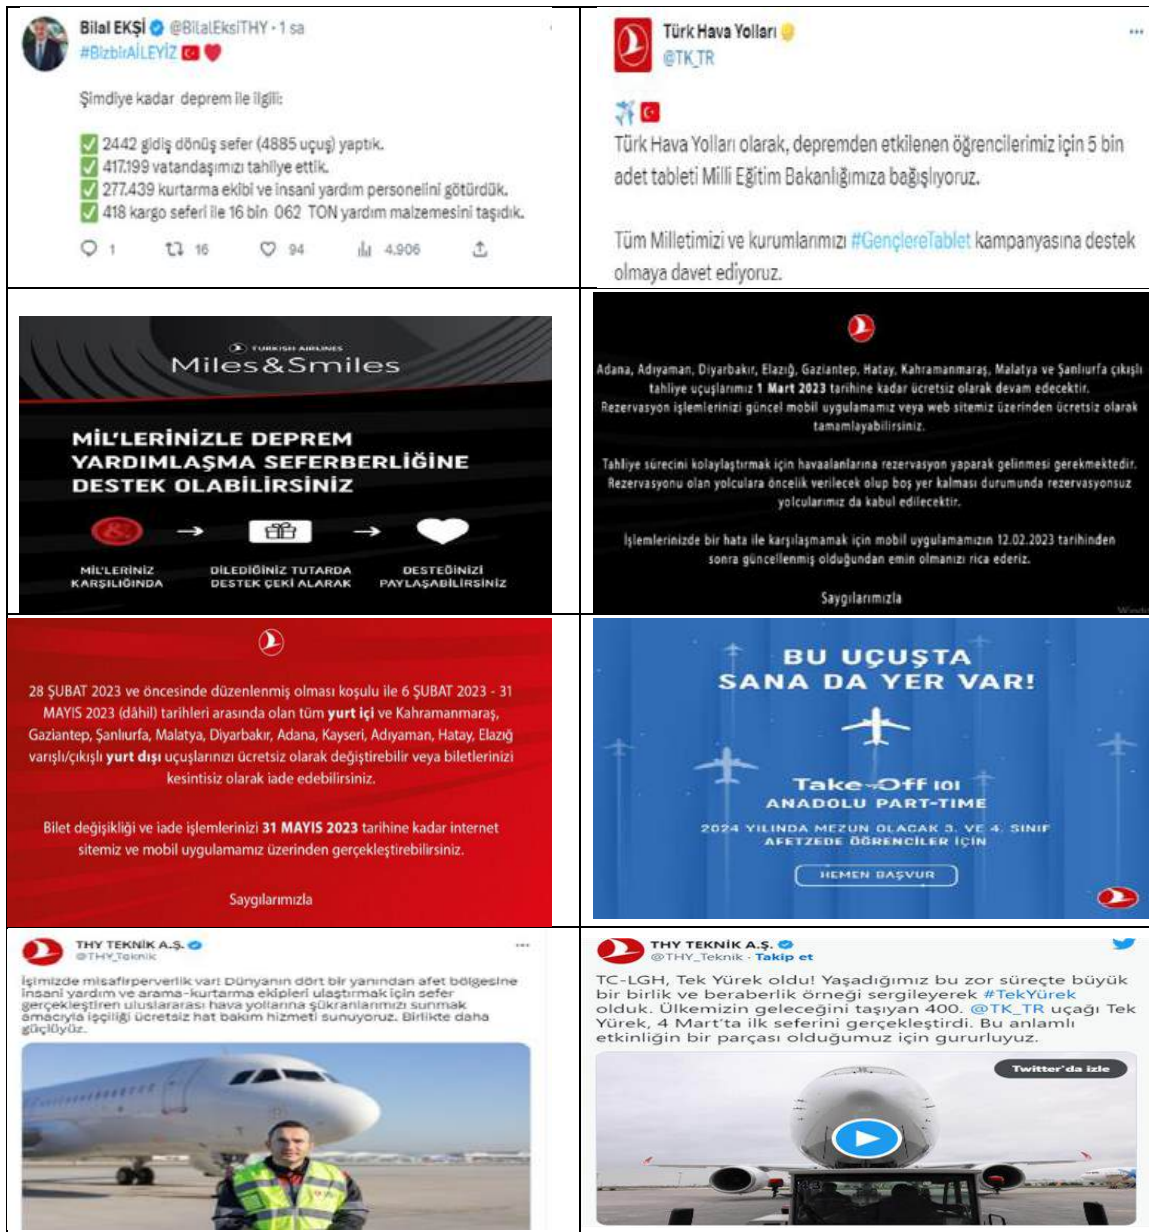 Bilal EKŞİ @BilalEksiTHY · 1 sa
#BizbirAİLEYİZ
Şimdiye kadar deprem ile ilgili:
2442 gidiş dönüş sefer (4885 uçuş) yaptık.
417.199 vatandaşımızı tahliye ettik.
277.439 kurtarma ekibi ve insani yardım personelini götürdük.
418 kargo seferi ile 16 bin 062 TON yardım malzemesini taşıdık.
1 16 94 4.906
Türk Hava Yolları
@TK_TR
Türk Hava Yolları olarak, depremden etkilenen öğrencilerimiz için 5 bin
adet tableti Milli Eğitim Bakanlığımıza bağışlıyoruz.
Tüm Milletimizi ve kurumlarımızı #GençlereTablet kampanyasına destek
olmaya davet ediyoruz.
TURKISH AIRLINES
Miles&Smiles
MİL'LERİNİZLE DEPREM
YARDIMLAŞMA SEFERBERLİĞİNE
DESTEK OLABİLİRSİNİZ
MİL'LERİNİZ
KARŞILIĞINDA
DİLEDİĞİNİZ TUTARDA
DESTEK ÇEKİ ALARAK
DESTEĞİNİZİ
PAYLAŞABİLİRSİNİZ
Adana, Adıyaman, Diyarbakır, Elazığ, Gaziantep, Hatay, Kahramanmaraş, Malatya ve Şanlıurfa çıkışlı
tahliye uçuşlarımız 1 Mart 2023 tarihine kadar ücretsiz olarak devam edecektir.
Rezervasyon işlemlerinizi güncel mobil uygulamamız veya web sitemiz üzerinden ücretsiz olarak
tamamlayabilirsiniz.
Tahliye sürecini kolaylaştırmak için havaalanlarına rezervasyon yaparak gelinmesi gerekmektedir.
Rezervasyonu olan yolculara öncelik verilecek olup boş yer kalması durumunda rezervasyonsuz
yolcularımız da kabul edilecektir.
İşlemlerinizde bir hata ile karşılaşmamak için mobil uygulamamızın 12.02.2023 tarihinden
sonra güncellenmiş olduğundan emin olmanızı rica ederiz.
Saygılarımızla
28 ŞUBAT 2023 ve öncesinde düzenlenmiş olması koşulu ile 6 ŞUBAT 2023 - 31
MAYIS 2023 (dâhil) tarihleri arasında olan tüm yurt içi ve Kahramanmaraş,
Gaziantep, Şanlıurfa, Malatya, Diyarbakır, Adana, Kayseri, Adıyaman, Hatay, Elazığ
varışlı/çıkışlı yurt dışı uçuşlarınızı ücretsiz olarak değiştirebilir veya biletlerinizi
kesintisiz olarak iade edebilirsiniz.
Bilet değişikliği ve iade işlemlerinizi 31 MAYIS 2023 tarihine kadar internet
sitemiz ve mobil uygulamamız üzerinden gerçekleştirebilirsiniz.
Saygılarımızla
BU UÇUŞTA
SANA DA YER VAR!
Take-Off 101
ANADOLU PART-TIME
2024 YILINDA MEZUN OLACAK 3. VE 4. SINIF
AFETZEDE ÖĞRENCİLER İÇİN
HEMEN BAŞVUR
THY TEKNİK A.Ş.
@THY_Teknik
İşimizde misafirperverlik var! Dünyanın dört bir yanından afet bölgesine
insani yardım ve arama-kurtarma ekipleri ulaştırmak için sefer
gerçekleştiren uluslararası hava yollarına şükranlarımızı sunmak
amacıyla işçiliği ücretsiz hat bakım hizmeti sunuyoruz. Birlikte daha
güçlüyüz.
THY TEKNİK A.Ş.
@THY_Teknik · Takip et
TC-LGH, Tek Yürek oldu! Yaşadığımız bu zor süreçte büyük
bir birlik ve beraberlik örneği sergileyerek #TekYürek
olduk. Ülkemizin geleceğini taşıyan 400. @TK_TR uçağı Tek
Yürek, 4 Mart'ta ilk seferini gerçekleştirdi. Bu anlamlı
etkinliğin bir parçası olduğumuz için gururluyuz.
Twitter'da izle